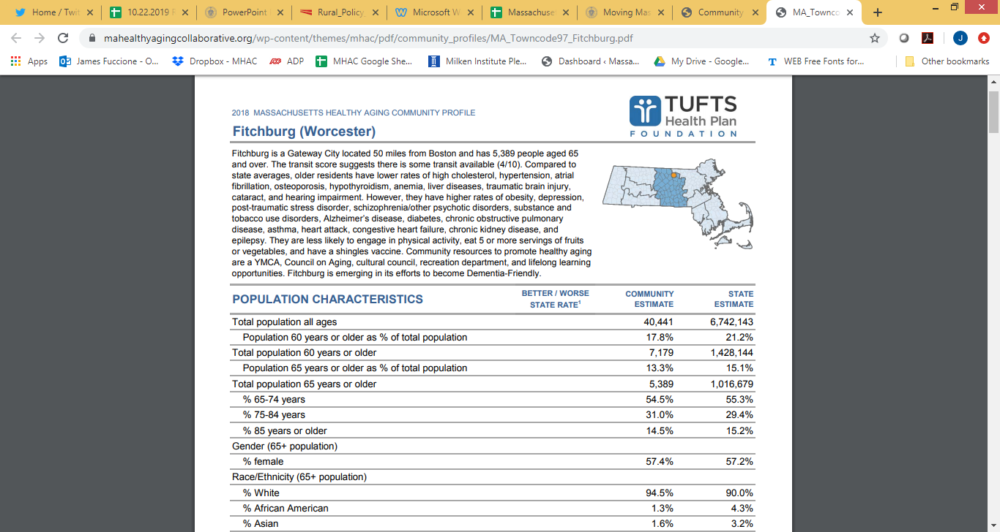 Home / Twit
10.22.2019 F
PowerPoint
Rural_Policy_
Microsoft W
Massachuset
Moving Mas
Community
MA_Townco
mahealthyagingcollaborative.org/wp-content/themes/mhac/pdf/community_profiles/MA_Towncode97_Fitchburg.pdf
J
Apps
James Fuccione - O...
Dropbox - MHAC
ADP
MHAC Google She...
Milken Institute Ple...
Dashboard ‹ Massa...
My Drive - Google...
WEB Free Fonts for...
Other bookmarks
TUFTS
Health Plan
FOUNDATION
2018 MASSACHUSETTS HEALTHY AGING COMMUNITY PROFILE
Fitchburg (Worcester)
Fitchburg is a Gateway City located 50 miles from Boston and has 5,389 people aged 65
and over. The transit score suggests there is some transit available (4/10). Compared to
state averages, older residents have lower rates of high cholesterol, hypertension, atrial
fibrillation, osteoporosis, hypothyroidism, anemia, liver diseases, traumatic brain injury,
cataract, and hearing impairment. However, they have higher rates of obesity, depression,
post-traumatic stress disorder, schizophrenia/other psychotic disorders, substance and
tobacco use disorders, Alzheimer's disease, diabetes, chronic obstructive pulmonary
disease, asthma, heart attack, congestive heart failure, chronic kidney disease, and
epilepsy. They are less likely to engage in physical activity, eat 5 or more servings of fruits
or vegetables, and have a shingles vaccine. Community resources to promote healthy aging
are a YMCA, Council on Aging, cultural council, recreation department, and lifelong learning
opportunities. Fitchburg is emerging in its efforts to become Dementia-Friendly.
POPULATION CHARACTERISTICS
BETTER / WORSE
STATE RATE1
COMMUNITY
ESTIMATE
STATE
ESTIMATE
Total population all ages 40,441 6,742,143
Population 60 years or older as % of total population 17.8% 21.2%
Total population 60 years or older 7,179 1,428,144
Population 65 years or older as % of total population 13.3% 15.1%
Total population 65 years or older 5,389 1,016,679
% 65-74 years 54.5% 55.3%
% 75-84 years 31.0% 29.4%
% 85 years or older 14.5% 15.2%
Gender (65+ population)
% female 57.4% 57.2%
Race/Ethnicity (65+ population)
% White 94.5% 90.0%
% African American 1.3% 4.3%
% Asian 1.6% 3.2%